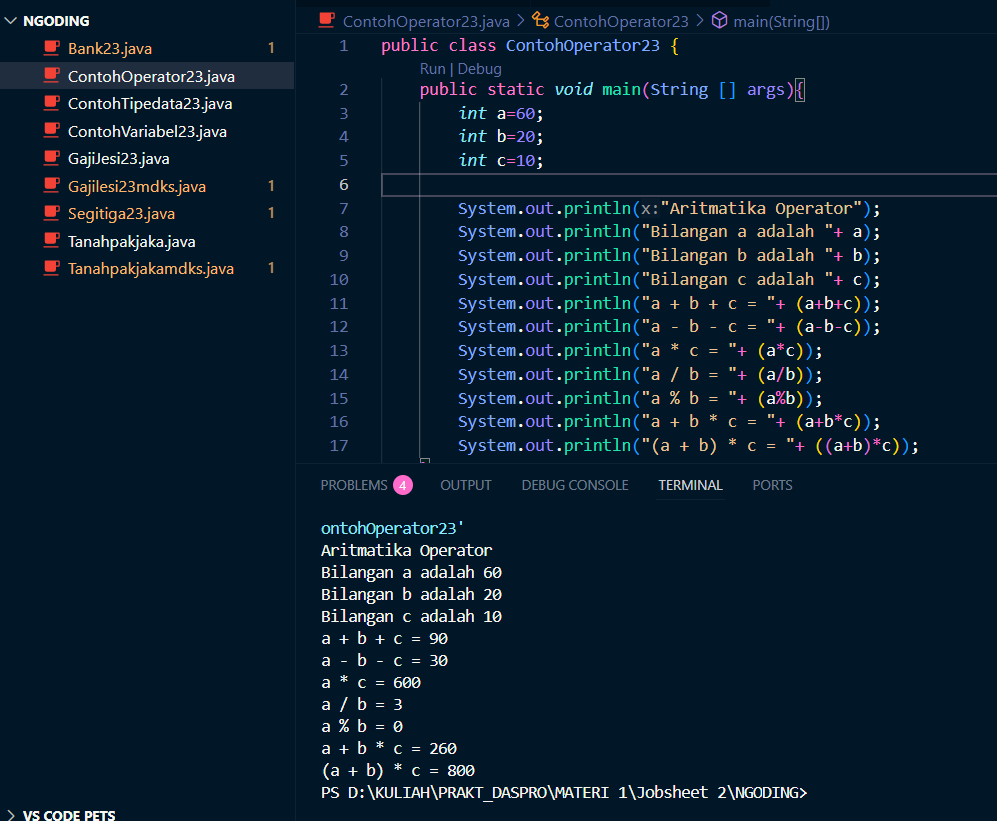 NGODING
Bank23.java 1
ContohOperator23.java
ContohTipedata23.java
ContohVariabel23.java
GajiJesi23.java
Gajilesi23mdks.java 1
Segitiga23.java 1
Tanahpakjaka.java
Tanahpakjakamdks.java 1
VS CODE PETS
ContohOperator23.java > ContohOperator23 > main(String[])
1 public class ContohOperator23 {
Run | Debug
2 public static void main(String [] args){
3 int a=60;
4 int b=20;
5 int c=10;
6
7 System.out.println(x:"Aritmatika Operator");
8 System.out.println("Bilangan a adalah "+ a);
9 System.out.println("Bilangan b adalah "+ b);
10 System.out.println("Bilangan c adalah "+ c);
11 System.out.println("a + b + c = "+ (a+b+c));
12 System.out.println("a - b - c = "+ (a-b-c));
13 System.out.println("a * c = "+ (a*c));
14 System.out.println("a / b = "+ (a/b));
15 System.out.println("a % b = "+ (a%b));
16 System.out.println("a + b * c = "+ (a+b*c));
17 System.out.println("(a + b) * c = "+ ((a+b)*c));
PROBLEMS 4 OUTPUT DEBUG CONSOLE TERMINAL PORTS
ontohOperator23'
Aritmatika Operator
Bilangan a adalah 60
Bilangan b adalah 20
Bilangan c adalah 10
a + b + c = 90
a - b - c = 30
a * c = 600
a / b = 3
a % b = 0
a + b * c = 260
(a + b) * c = 800
PS D:\KULIAH\PRAKT_DASPRO\MATERI 1\Jobsheet 2\NGODING>